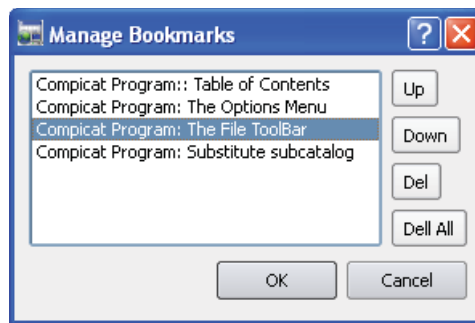 Manage Bookmarks
?
Compicat Program:: Table of Contents
Compicat Program: The Options Menu
Compicat Program: The File ToolBar
Compicat Program: Substitute subcatalog
Up
Down
Del
Dell All
OK
Cancel